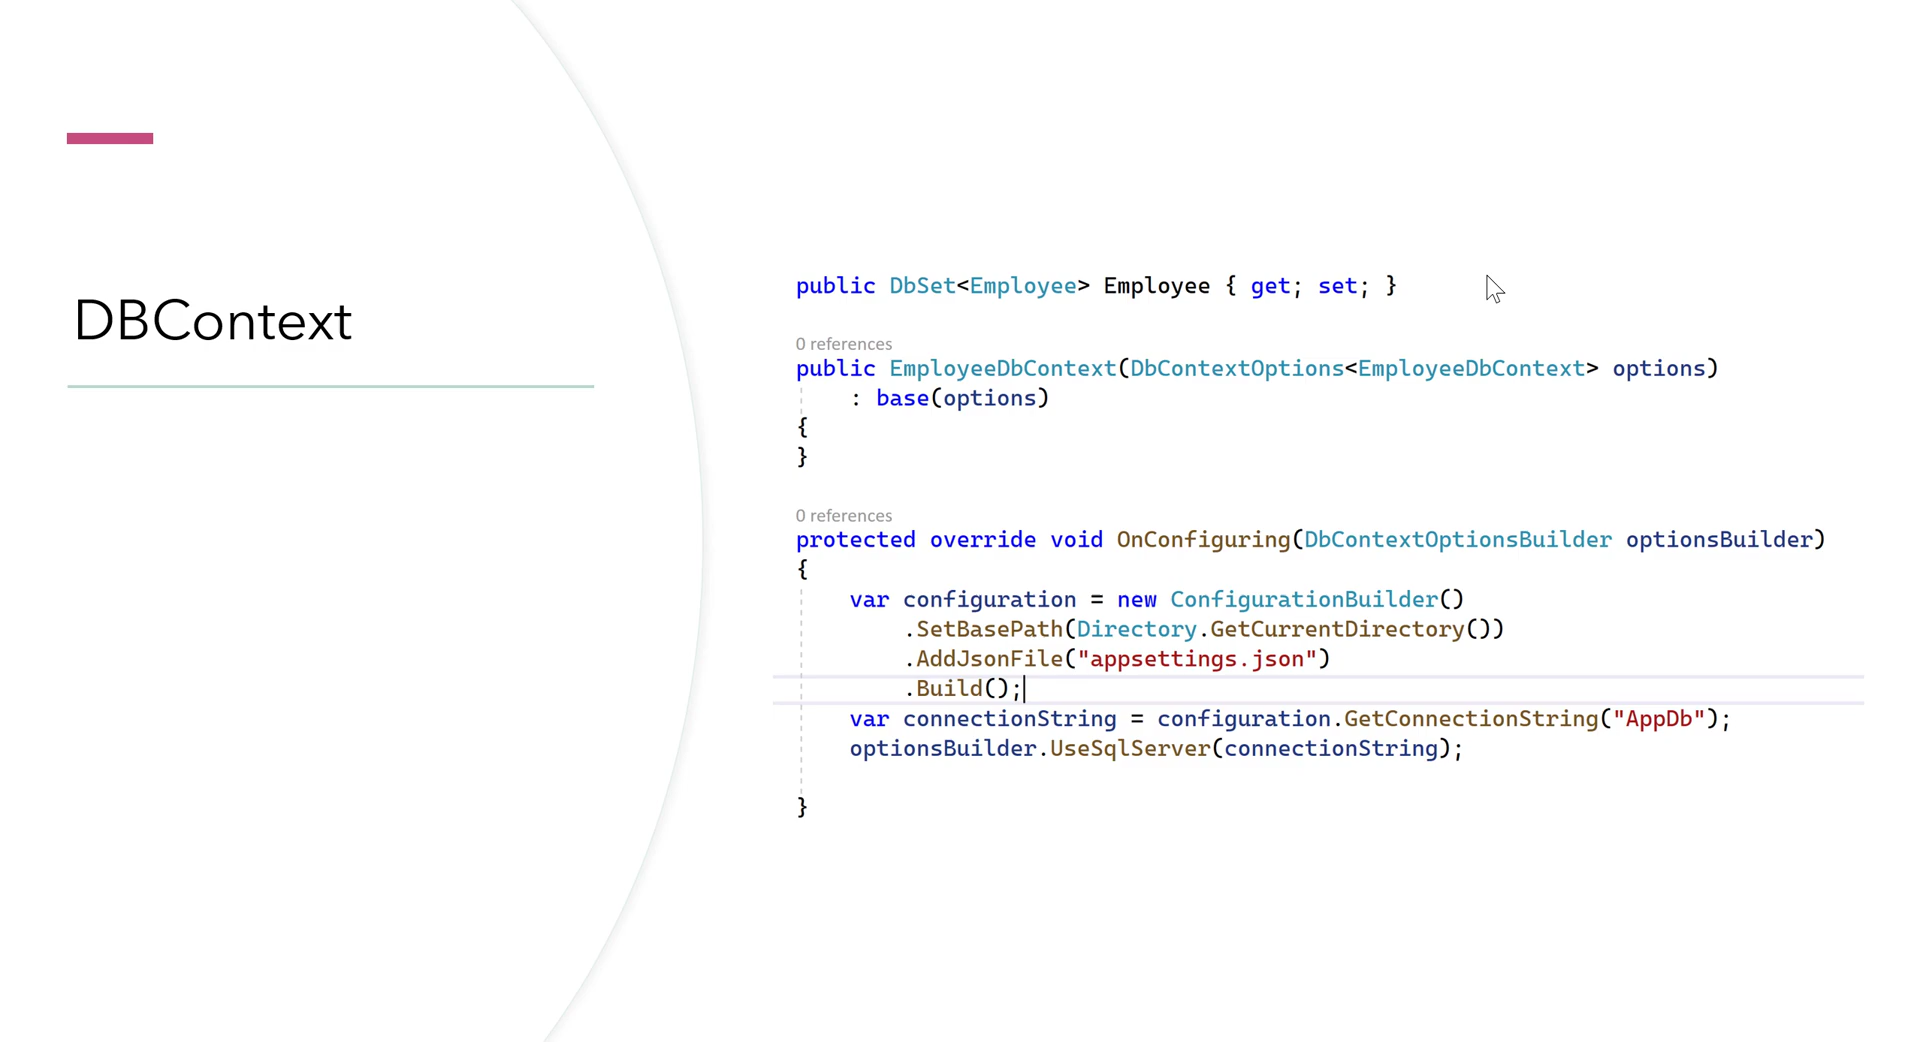 DBContext
public DbSet<Employee> Employee { get; set; }
0 references
public EmployeeDbContext(DbContextOptions<EmployeeDbContext> options)
: base(options)
{
}
0 references
protected override void OnConfiguring(DbContextOptionsBuilder optionsBuilder)
{
var configuration = new ConfigurationBuilder()
.SetBasePath(Directory.GetCurrentDirectory())
.AddJsonFile("appsettings.json")
.Build();
var connectionString = configuration.GetConnectionString("AppDb");
optionsBuilder.UseSqlServer(connectionString);
}